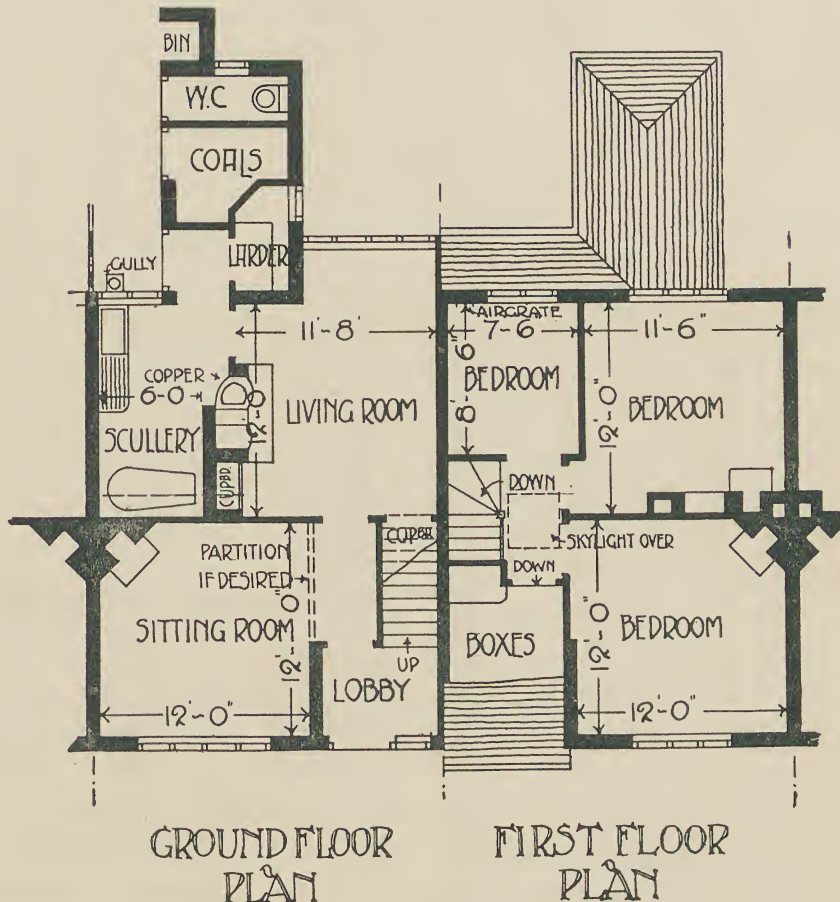 BIN
W.C
COALS
LARDER
GULLY
11'-8'
COPPER
6-0
12'-0"
LIVING ROOM
SCULLERY
CUPBD.
CUPBD
PARTITION
IF DESIRED
SITTING ROOM
12'-0"
12'-0"
UP
LOBBY
GROUND FLOOR
PLAN
AIRGRATE
7-6
11'-6"
8'-6"
BEDROOM
12'-0"
BEDROOM
DOWN
SKYLIGHT OVER
DOWN
BOXES
12'-0"
BEDROOM
12'-0"
FIRST FLOOR
PLAN